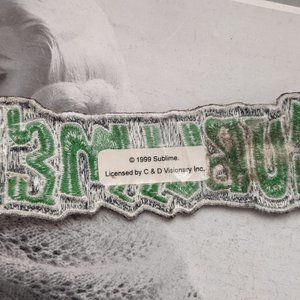 © 1999 Sublime.
Licensed by C & D Visionary Inc.